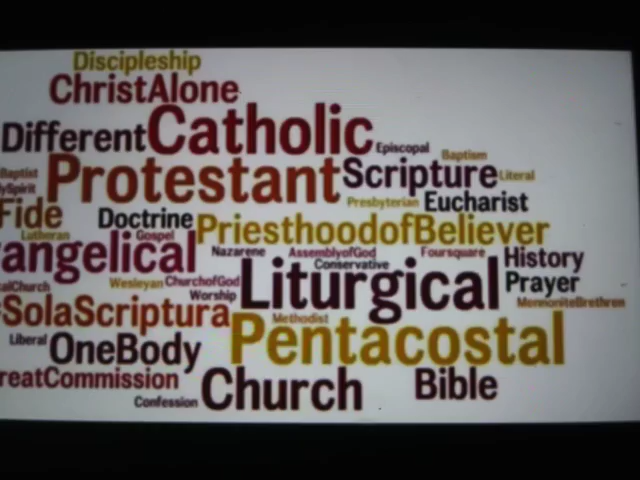 Discipleship
ChristAlone
Different Catholic Episcopal
Baptism
Baptist Protestant Scripture Literal
ySpirit
Presbyterian Eucharist
Fide Doctrine PriesthoodofBeliever
Lutheran Gospel
angelical Nazarene AssemblyofGod Foursquare History
Conservative
alChurch Wesleyan ChurchofGod Liturgical Prayer
Worship
MennoniteBrethren
SolaScriptura Methodist
Liberal OneBody Pentacostal
reatCommission Church Bible
Confession